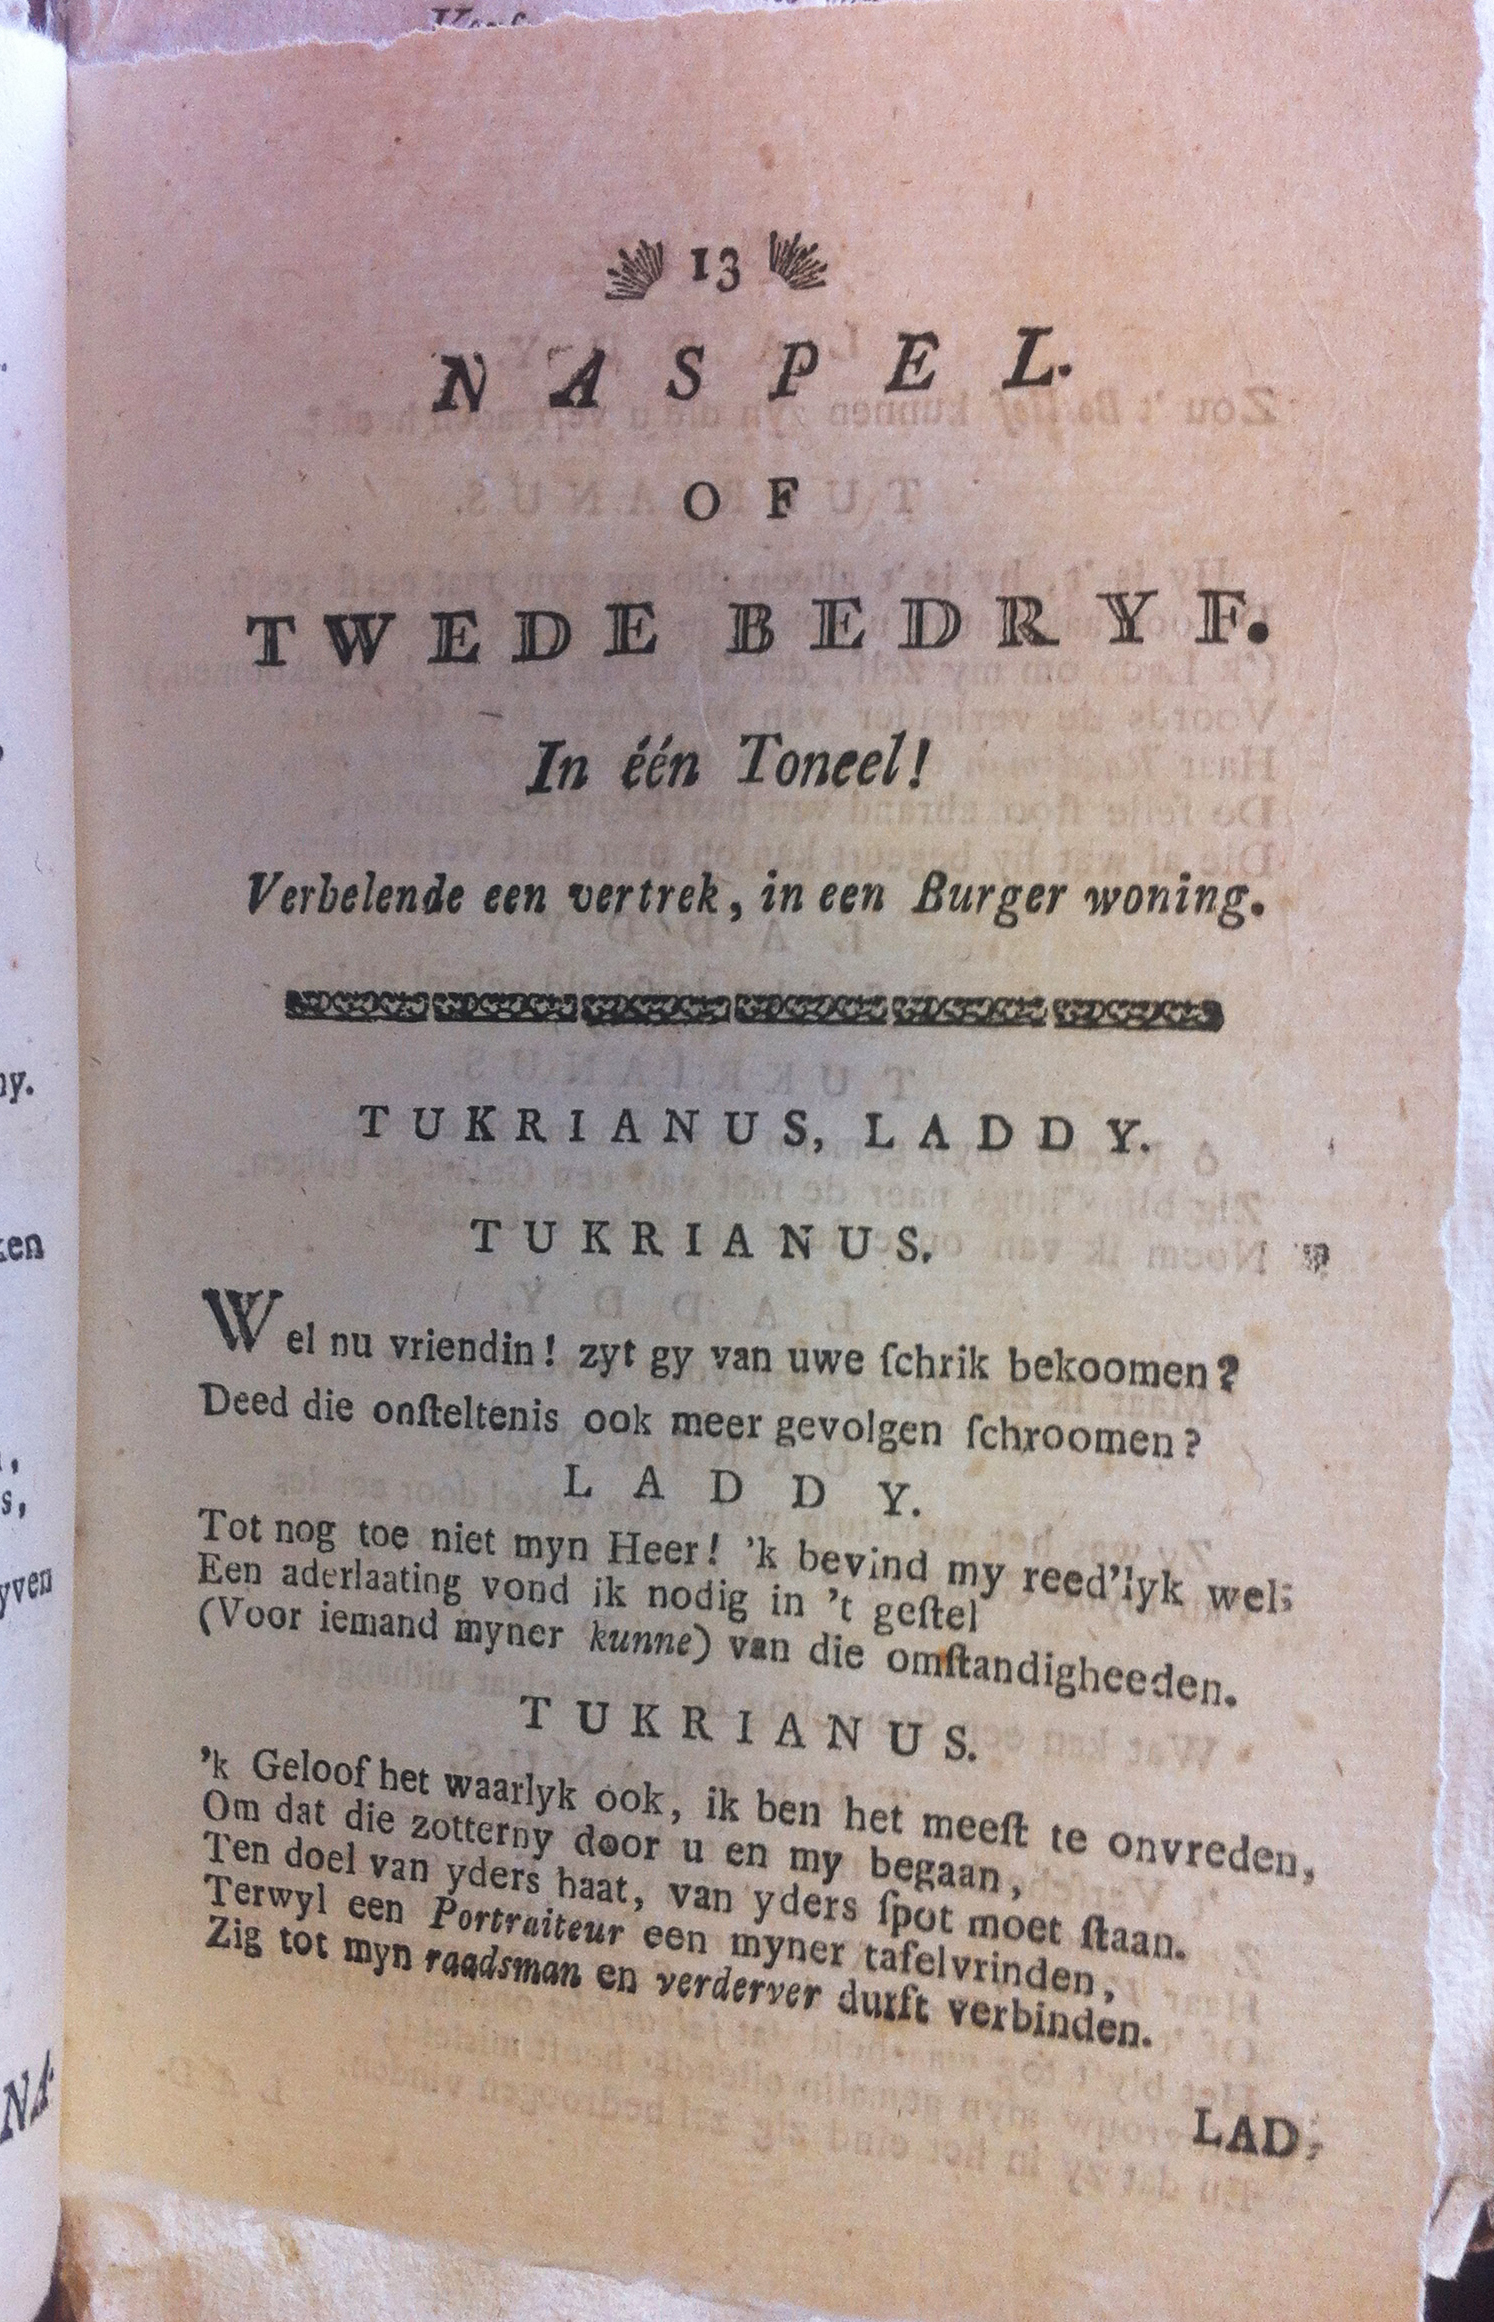 13
NASPEL.
OF
TWEDE BEDRYF.
In één Toneel!
Verbelende een vertrek, in een Burger woning.
TUKRIANUS, LADDY.
TUKRIANUS.
Wel nu vriendin! zyt gy van uwe ſchrik bekoomen?
Deed die onſteltenis ook meer gevolgen ſchroomen?
LADDY.
Tot nog toe niet myn Heer! 'k bevind my reed'lyk wel;
Een aderlaating vond ik nodig in 't geſtel
(Voor iemand myner kunne) van die omſtandigheeden.
TUKRIANUS.
'k Geloof het waarlyk ook, ik ben het meeſt te onvreden,
Om dat die zotterny door u en my begaan,
Ten doel van yders haat, van yders ſpot moet ſtaan.
Terwyl een Portraiteur een myner tafelvrinden,
Zig tot myn raadsman en verderver durft verbinden.
LAD-